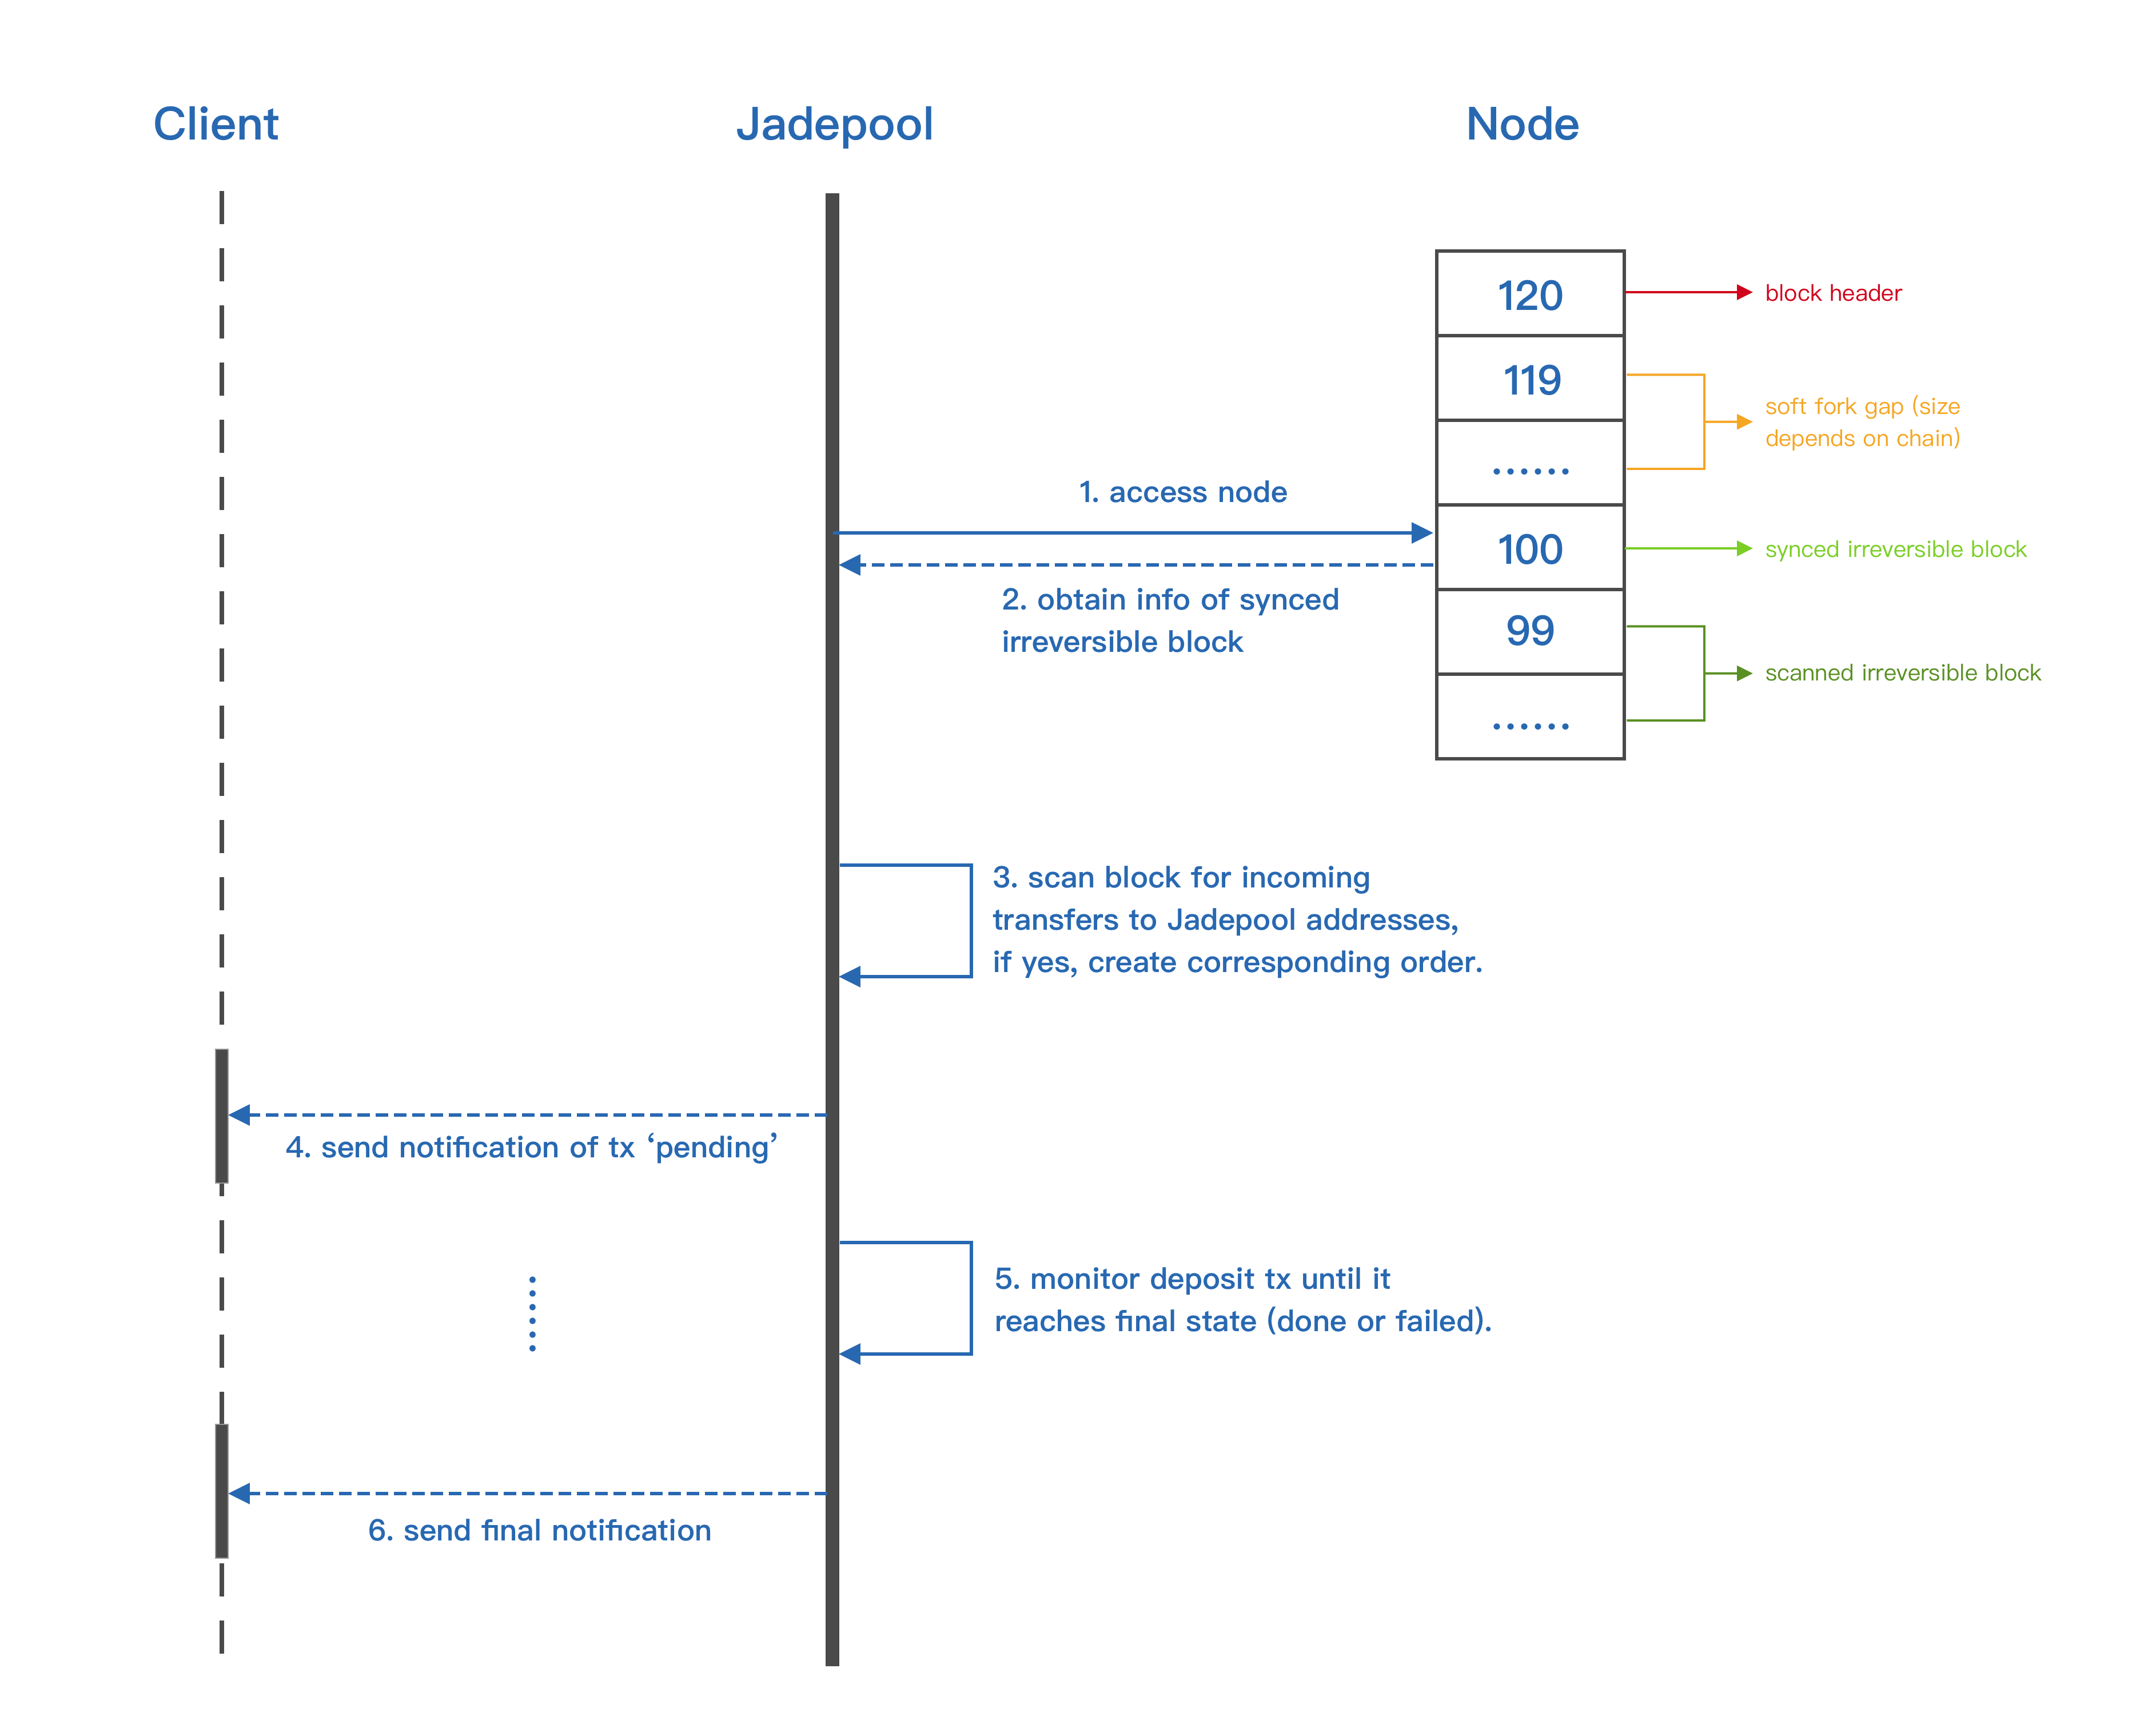 Client
Jadepool
Node
120
block header
119
soft fork gap (size
depends on chain)
......
1. access node
100
synced irreversible block
2. obtain info of synced
irreversible block
99
scanned irreversible block
......
3. scan block for incoming
transfers to Jadepool addresses,
if yes, create corresponding order.
4. send notification of tx ‘pending’
5. monitor deposit tx until it
reaches final state (done or failed).
6. send final notification